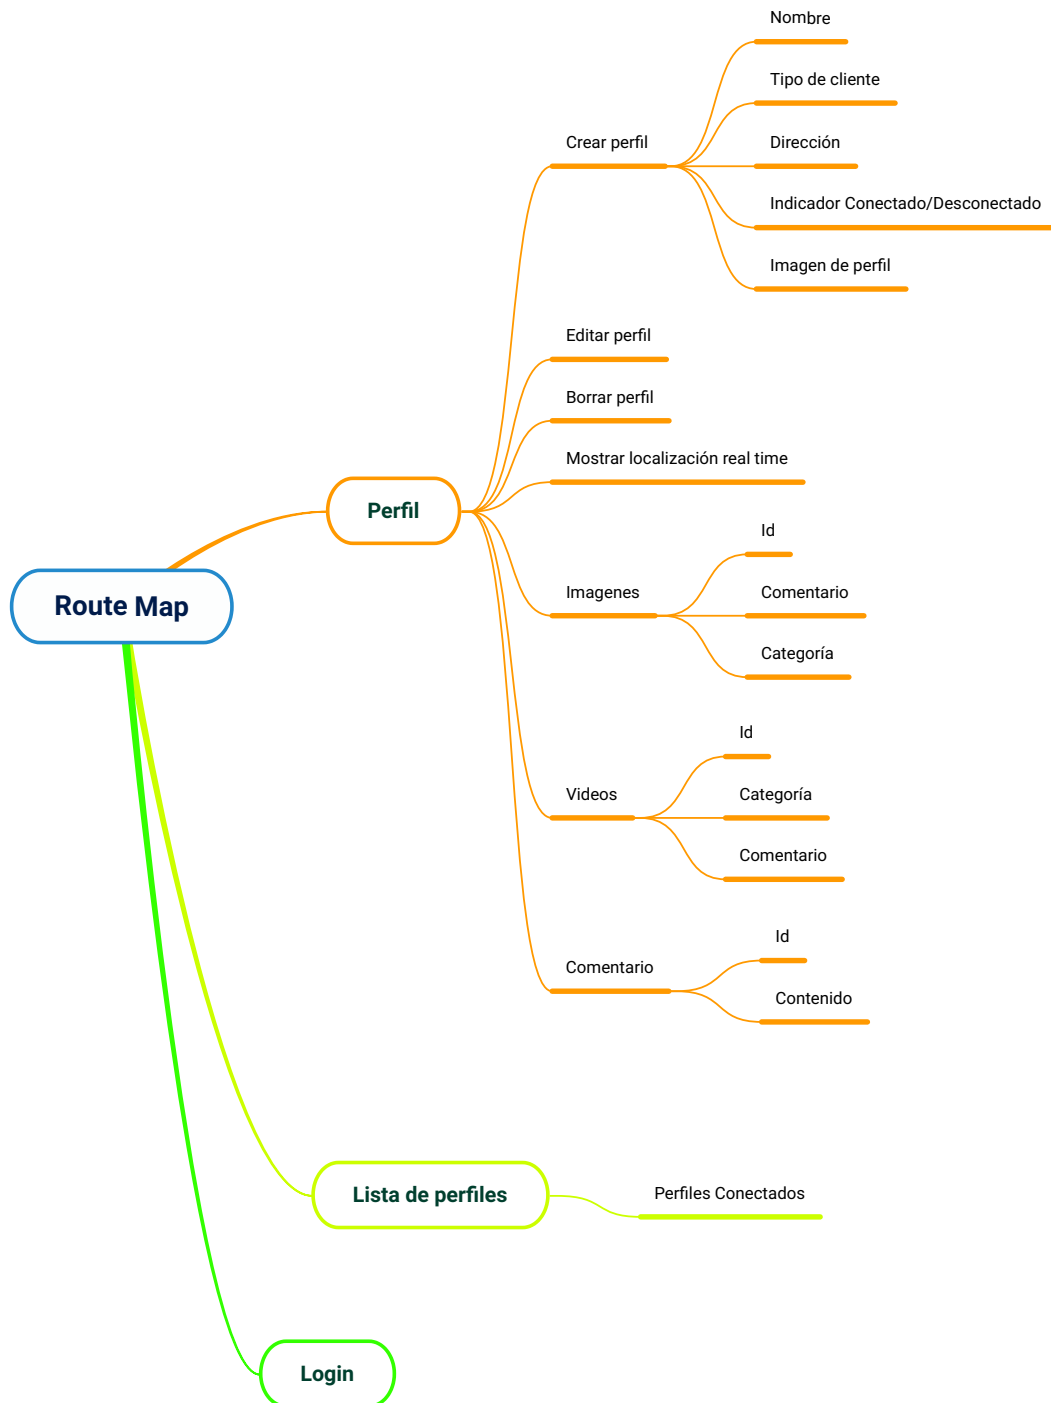 Route Map
Perfil
Crear perfil
Nombre
Tipo de cliente
Dirección
Indicador Conectado/Desconectado
Imagen de perfil
Editar perfil
Borrar perfil
Mostrar localización real time
Imagenes
Id
Comentario
Categoría
Videos
Id
Categoría
Comentario
Comentario
Id
Contenido
Lista de perfiles
Perfiles Conectados
Login